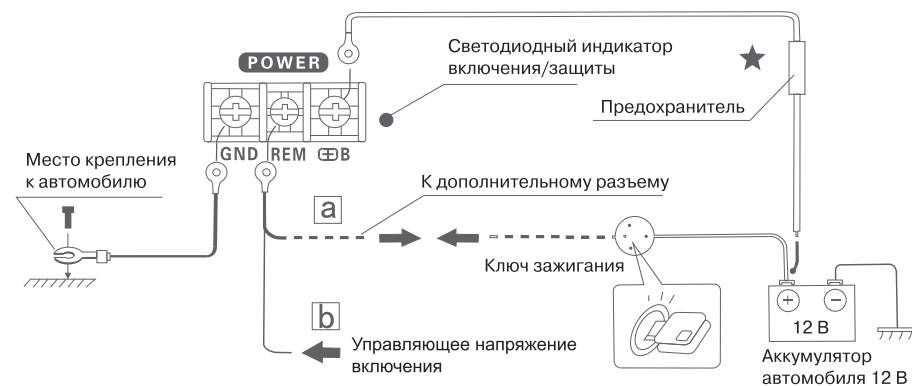 Светодиодный индикатор
включения/защиты
POWER
Предохранитель
GND REM ⊕B
Место крепления
к автомобилю
a
К дополнительному разъему
Ключ зажигания
b
Управляющее напряжение
включения
+ −
12 В
Аккумулятор
автомобиля 12 В